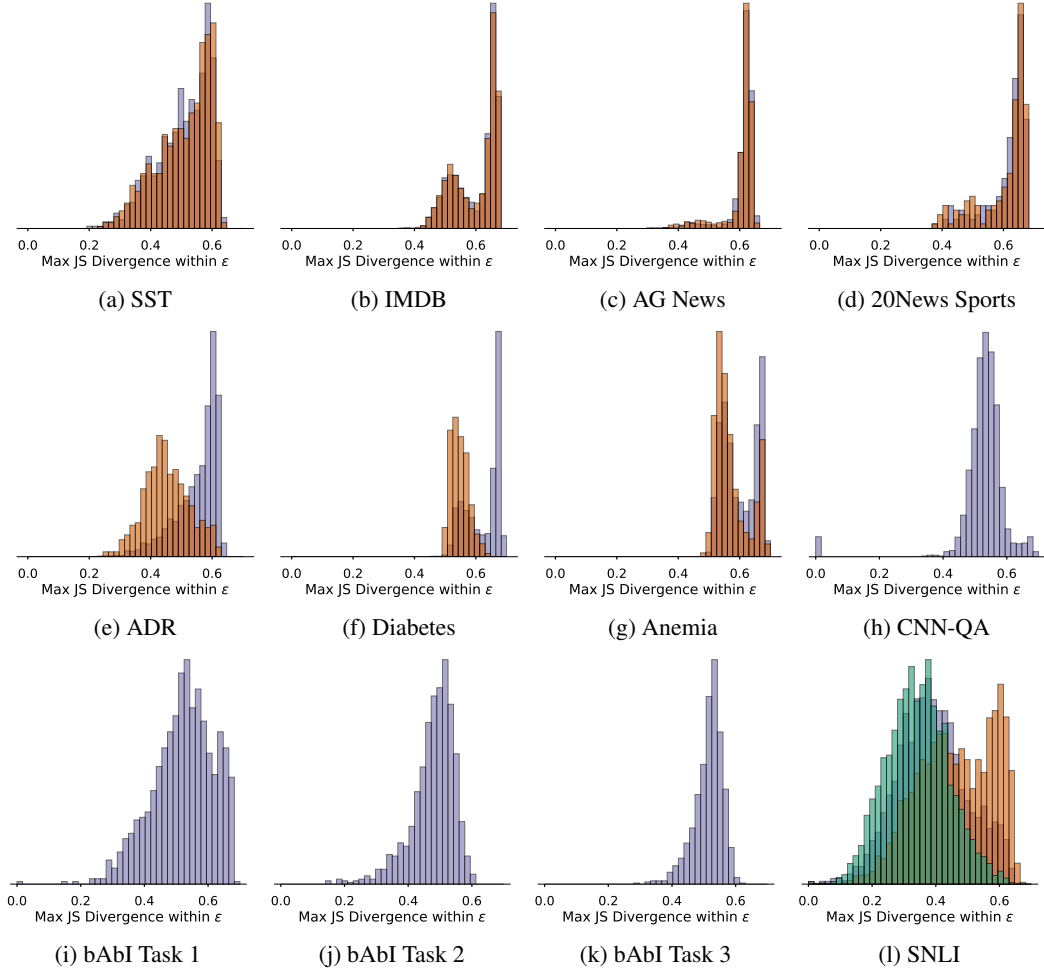 0.0 0.2 0.4 0.6
Max JS Divergence within ε
(a) SST
0.0 0.2 0.4 0.6
Max JS Divergence within ε
(b) IMDB
0.0 0.2 0.4 0.6
Max JS Divergence within ε
(c) AG News
0.0 0.2 0.4 0.6
Max JS Divergence within ε
(d) 20News Sports
0.0 0.2 0.4 0.6
Max JS Divergence within ε
(e) ADR
0.0 0.2 0.4 0.6
Max JS Divergence within ε
(f) Diabetes
0.0 0.2 0.4 0.6
Max JS Divergence within ε
(g) Anemia
0.0 0.2 0.4 0.6
Max JS Divergence within ε
(h) CNN-QA
0.0 0.2 0.4 0.6
Max JS Divergence within ε
(i) bAbI Task 1
0.0 0.2 0.4 0.6
Max JS Divergence within ε
(j) bAbI Task 2
0.0 0.2 0.4 0.6
Max JS Divergence within ε
(k) bAbI Task 3
0.0 0.2 0.4 0.6
Max JS Divergence within ε
(l) SNLI